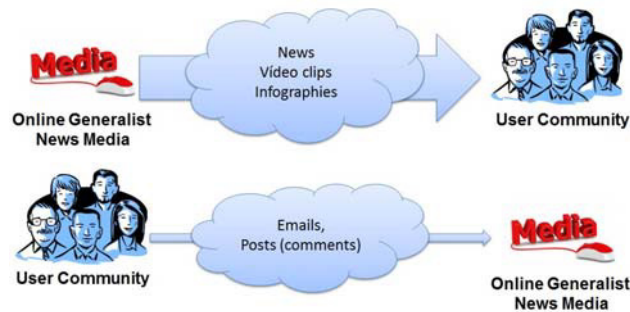 Media
News
Vídeo clips
Infographies
Online Generalist
News Media
User Community
Emails,
Posts (comments)
User Community
Media
Online Generalist
News Media